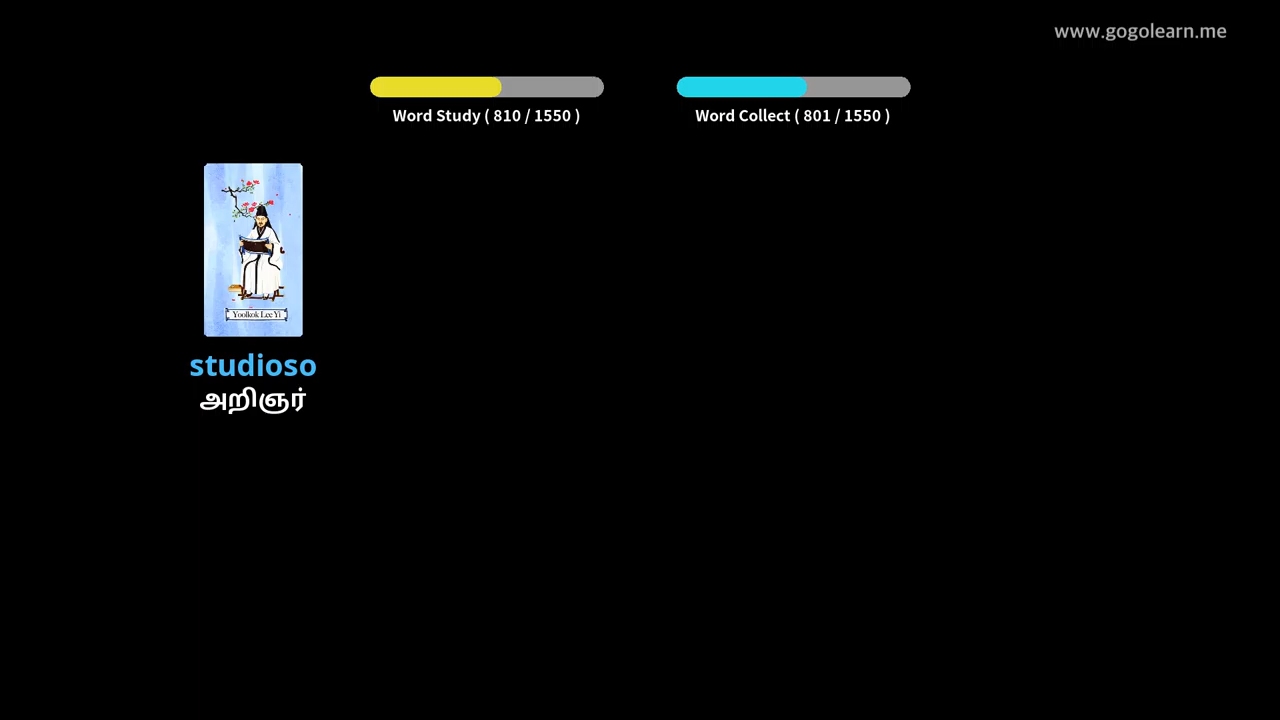 www.gogolearn.me
Word Study ( 810 / 1550 )
Word Collect ( 801 / 1550 )
Yoolkok Lee Yi
studioso
அறிஞர்